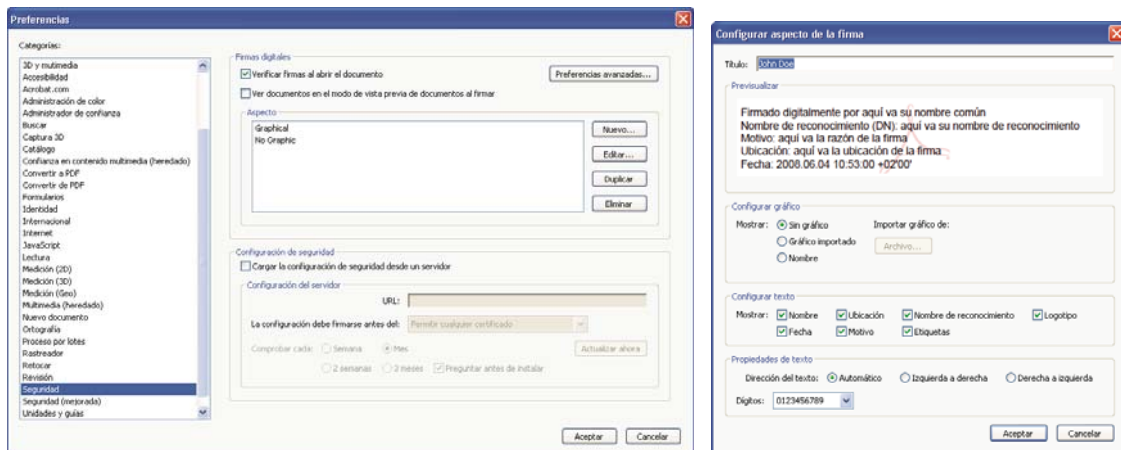 Preferencias
Categorías:
3D y mutimedia
Accesibilidad
Acrobat.com
Administración de color
Administrador de confianza
Buscar
Captura 3D
Catálogo
Confianza en contenido multimedia (heredado)
Convertir a PDF
Convertir de PDF
Formularios
Identidad
Internacional
Internet
JavaScript
Lectura
Medición (2D)
Medición (3D)
Medición (Geo)
Multimedia (heredado)
Nuevo documento
Ortografía
Proceso por lotes
Rastreador
Retocar
Revisión
Seguridad
Seguridad (mejorada)
Unidades y guías
Firmas digitales
Verificar firmas al abrir el documento
Preferencias avanzadas...
Ver documentos en el modo de vista previa de documentos al firmar
Aspecto
Graphical
No Graphic
Nuevo...
Editar...
Duplicar
Eliminar
Configuración de seguridad
Cargar la configuración de seguridad desde un servidor
Configuración del servidor
URL:
La configuración debe firmarse antes del: Permitir cualquier certificado
Comprobar cada: Semana Mes Actualizar ahora
2 semanas 3 meses Preguntar antes de instalar
Aceptar Cancelar
Configurar aspecto de la firma
Título: John Doe
Previsualizar
Firmado digitalmente por aquí va su nombre común
Nombre de reconocimiento (DN): aquí va su nombre de reconocimiento
Motivo: aquí va la razón de la firma
Ubicación: aquí va la ubicación de la firma
Fecha: 2008.06.04 10:53:00 +02'00'
Configurar gráfico
Mostrar: Sin gráfico Importar gráfico de:
Gráfico importado Archivo...
Nombre
Configurar texto
Mostrar: Nombre Ubicación Nombre de reconocimiento Logotipo
Fecha Motivo Etiquetas
Propiedades de texto
Dirección del texto: Automático Izquierda a derecha Derecha a izquierda
Dígitos: 0123456789
Aceptar Cancelar